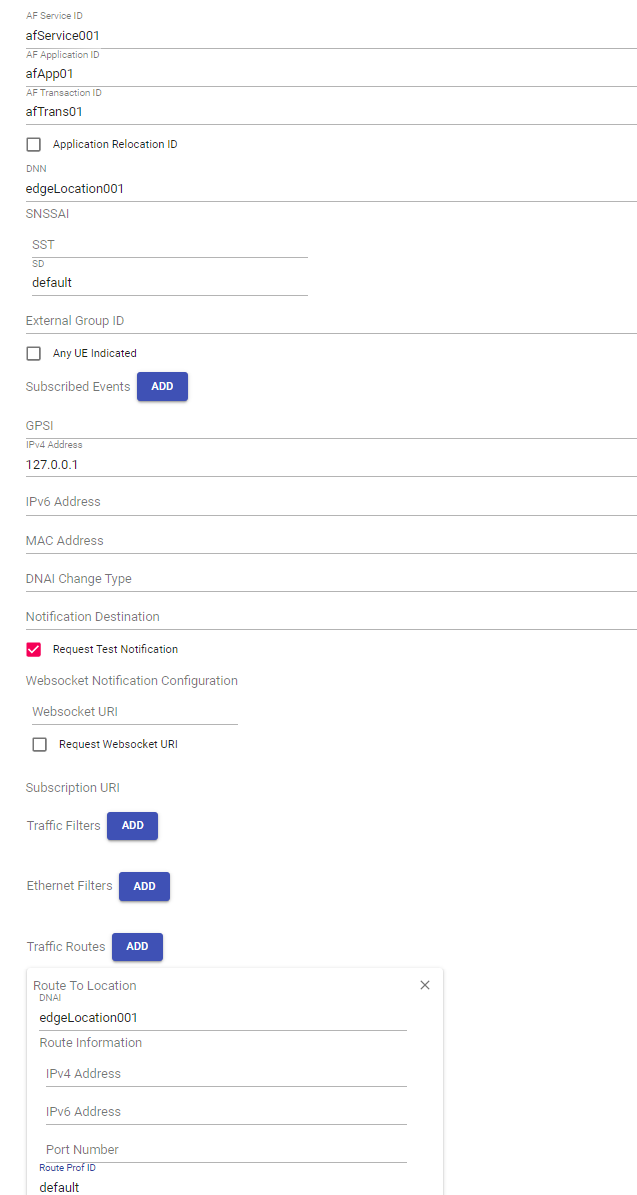 AF Service ID
afService001
AF Application ID
afApp01
AF Transaction ID
afTrans01
Application Relocation ID
DNN
edgeLocation001
SNSSAI
SST
SD
default
External Group ID
Any UE Indicated
Subscribed Events ADD
GPSI
IPv4 Address
127.0.0.1
IPv6 Address
MAC Address
DNAI Change Type
Notification Destination
Request Test Notification
Websocket Notification Configuration
Websocket URI
Request Websocket URI
Subscription URI
Traffic Filters ADD
Ethernet Filters ADD
Traffic Routes ADD
Route To Location
DNAI
edgeLocation001
Route Information
IPv4 Address
IPv6 Address
Port Number
Route Prof ID
default